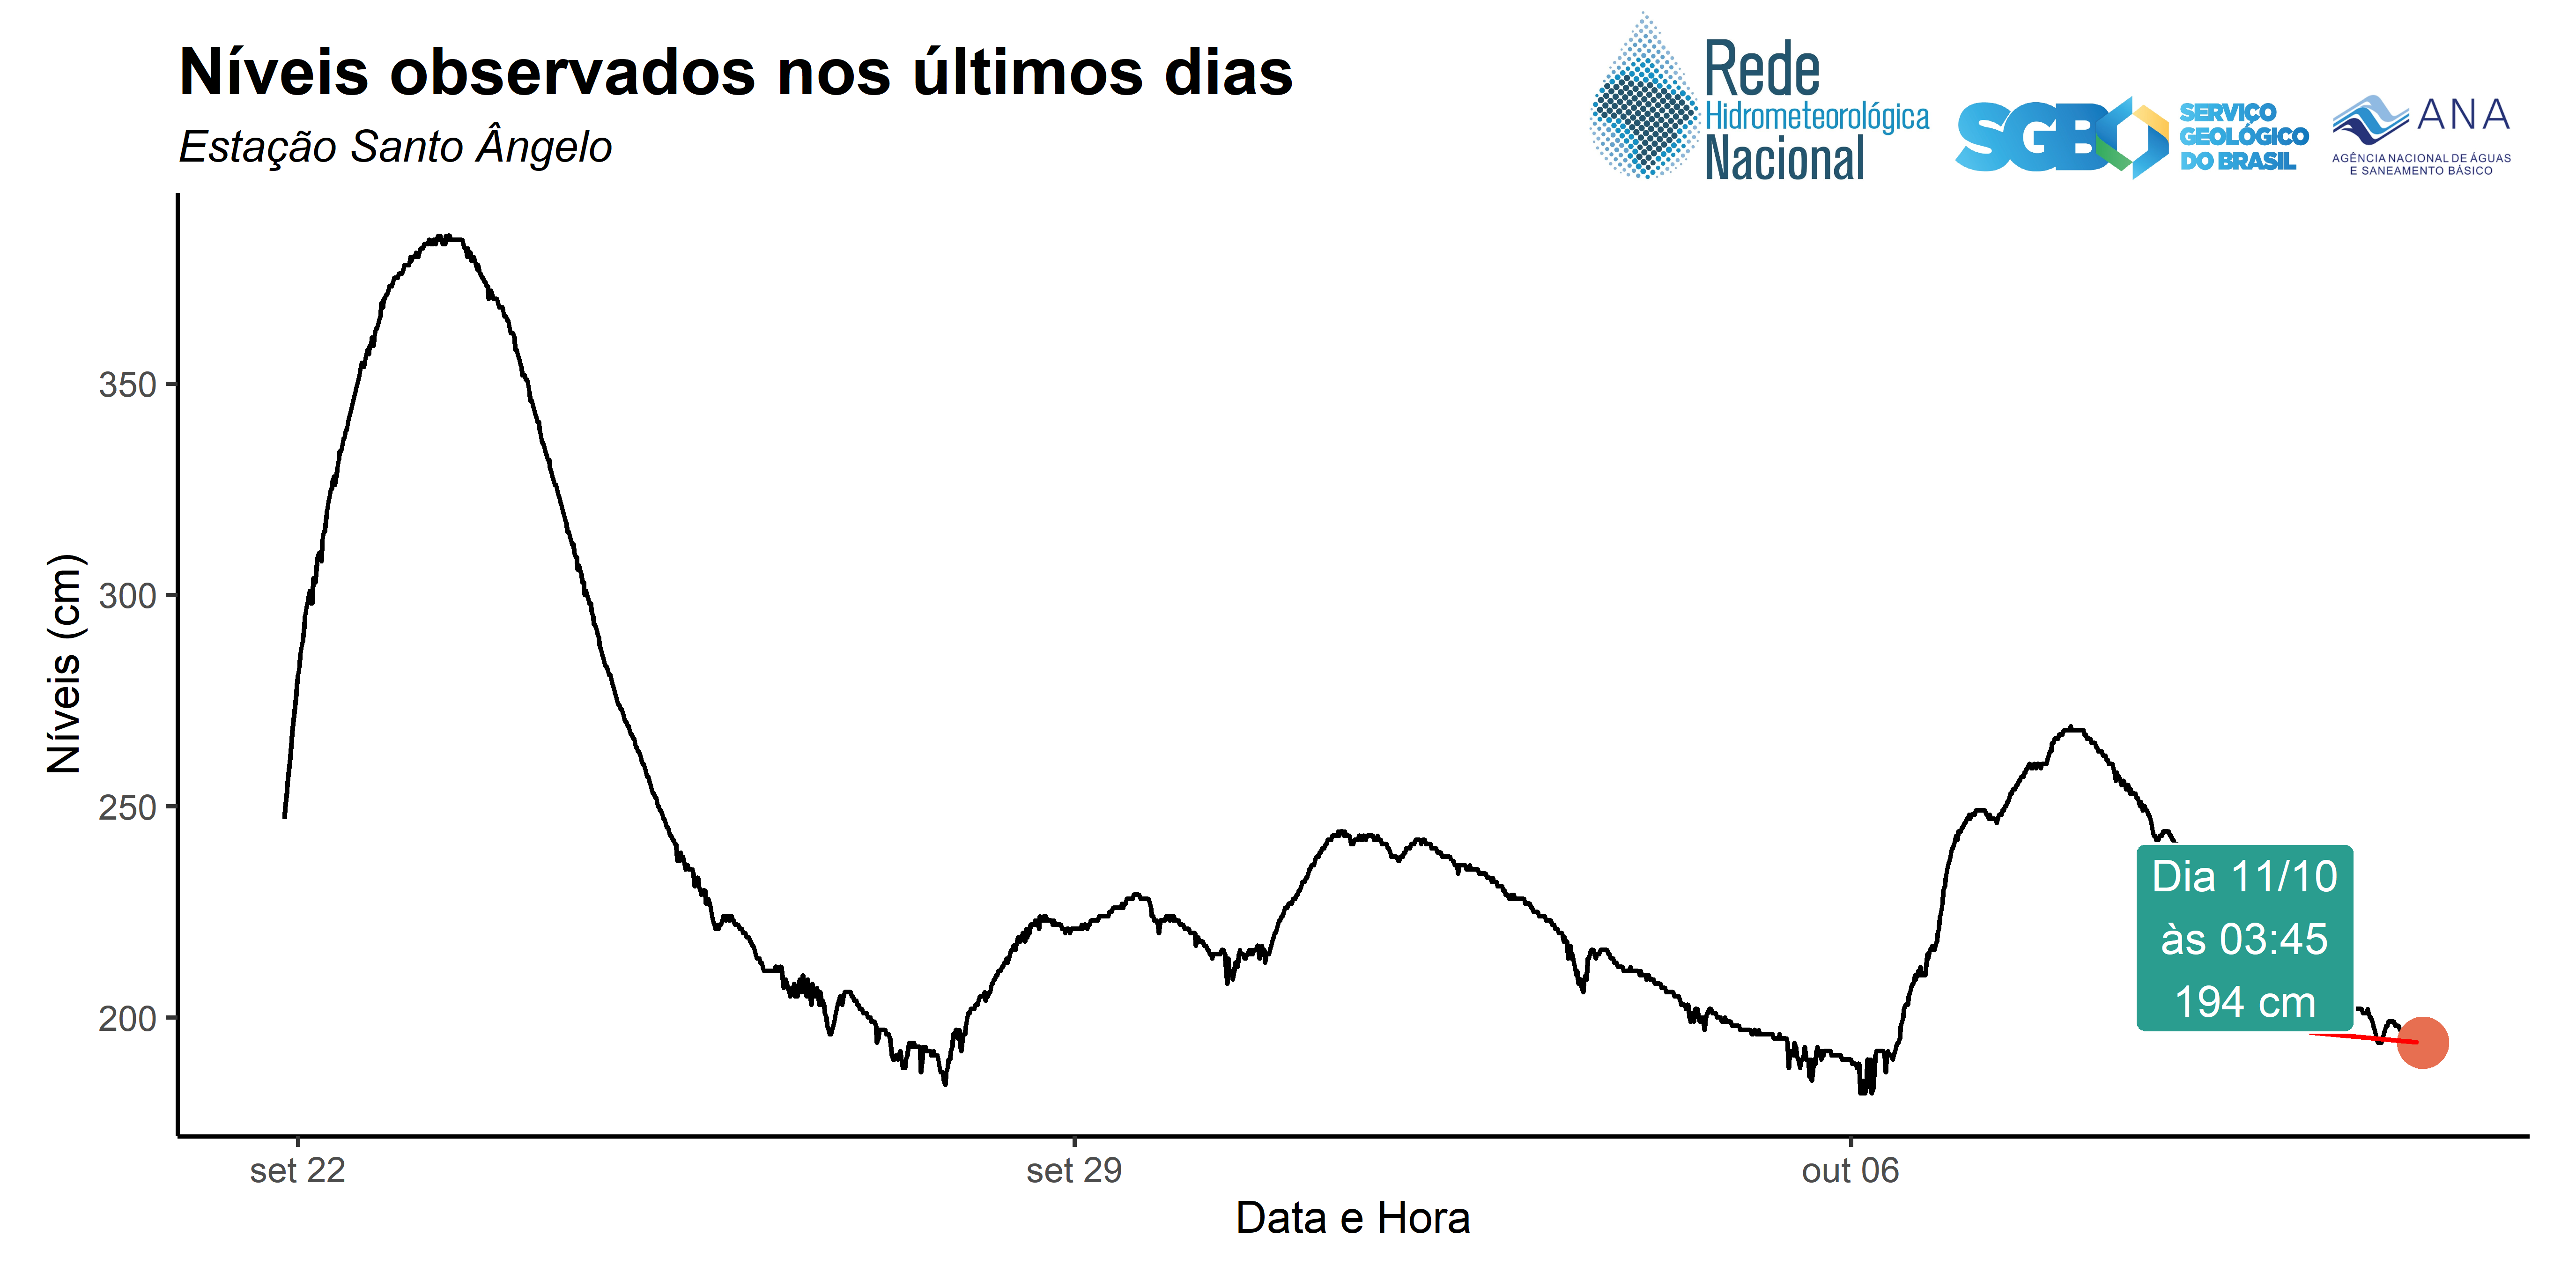 Níveis observados nos últimos dias
Estação Santo Ângelo
Rede
Hidrometeorológica
Nacional
SGB
SERVIÇO
GEOLÓGICO
DO BRASIL
ANA
AGÊNCIA NACIONAL DE ÁGUAS
E SANEAMENTO BÁSICO
Níveis (cm)
350
300
250
200
Dia 11/10
às 03:45
194 cm
set 22
set 29
out 06
Data e Hora